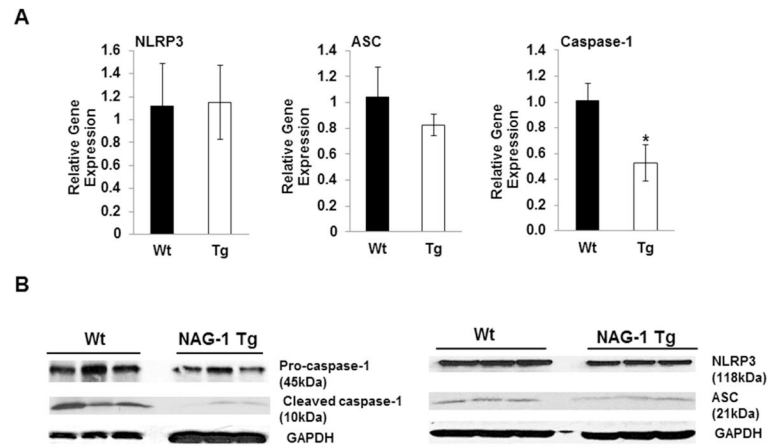 A
NLRP3
Relative Gene
Expression
1.6
1.4
1.2
1
0.8
0.6
0.4
0.2
0
Wt
Tg
ASC
Relative Gene
Expression
1.4
1.2
1.0
0.8
0.6
0.4
0.2
0
Wt
Tg
Caspase-1
Relative Gene
Expression
1.4
1.2
1.0
0.8
0.6
0.4
0.2
0.0
*
Wt
Tg
B
Wt
NAG-1 Tg
Pro-caspase-1
(45kDa)
Cleaved caspase-1
(10kDa)
GAPDH
Wt
NAG-1 Tg
NLRP3
(118kDa)
ASC
(21kDa)
GAPDH